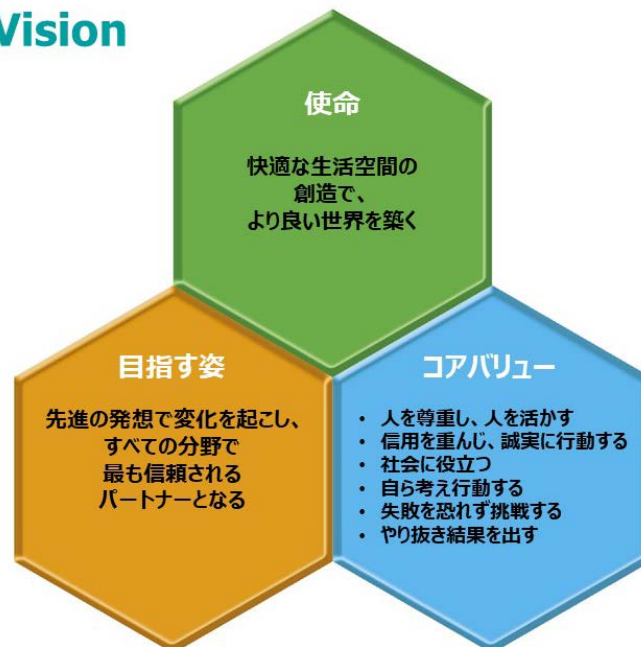 Vision
使命
快適な生活空間の
創造で、
より良い世界を築く
目指す姿
先進の発想で変化を起こし、
すべての分野で
最も信頼される
パートナーとなる
コアバリュー
• 人を尊重し、人を活かす
• 信用を重んじ、誠実に行動する
• 社会に役立つ
• 自ら考え行動する
• 失敗を恐れず挑戦する
• やり抜き結果を出す